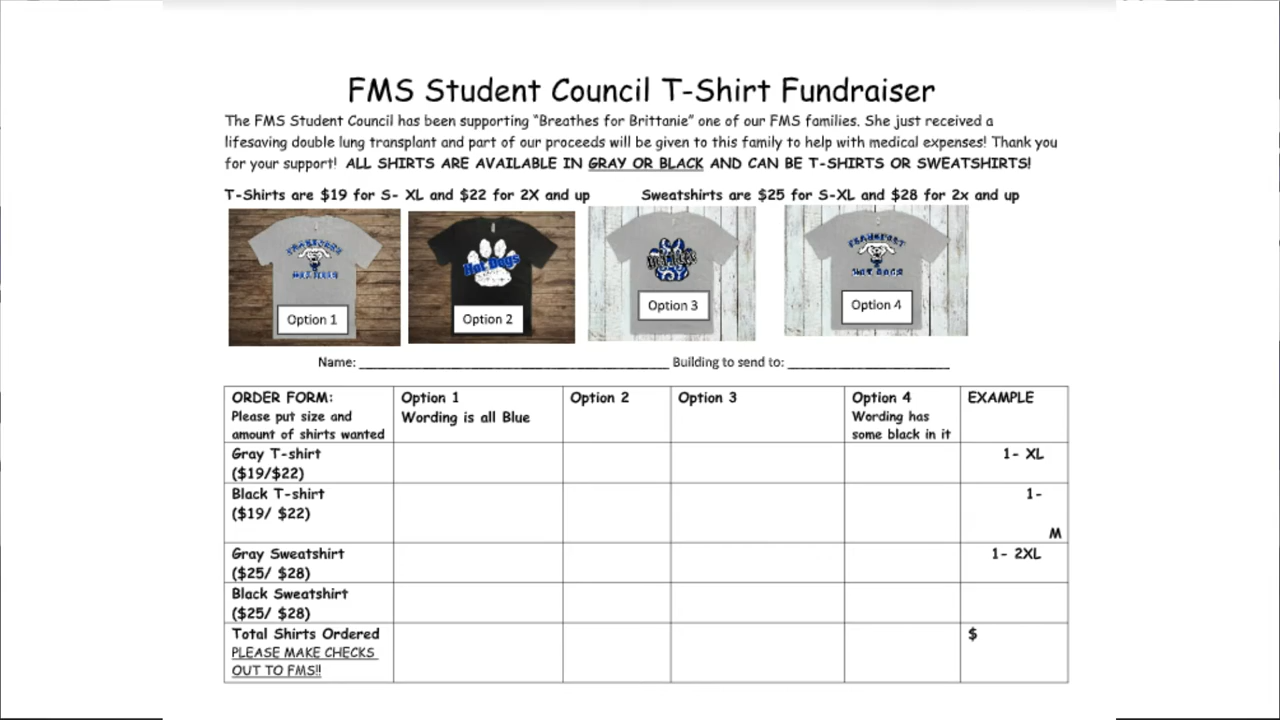 FMS Student Council T-Shirt Fundraiser
The FMS Student Council has been supporting “Breathes for Brittanie” one of our FMS families. She just received a
lifesaving double lung transplant and part of our proceeds will be given to this family to help with medical expenses! Thank you
for your support! ALL SHIRTS ARE AVAILABLE IN GRAY OR BLACK AND CAN BE T-SHIRTS OR SWEATSHIRTS!
T-Shirts are $19 for S- XL and $22 for 2X and up Sweatshirts are $25 for S-XL and $28 for 2x and up
Hot Dogs
HOT DOGS
Option 1
Option 2
Option 3
Option 4
Name: Building to send to:
ORDER FORM: Option 1 Option 2 Option 3 Option 4 EXAMPLE
Please put size and Wording is all Blue Wording has
amount of shirts wanted some black in it
Gray T-shirt 1- XL
($19/$22)
Black T-shirt 1-
($19/ $22)
M
Gray Sweatshirt 1- 2XL
($25/ $28)
Black Sweatshirt
($25/ $28)
Total Shirts Ordered $
PLEASE MAKE CHECKS
OUT TO FMS!!